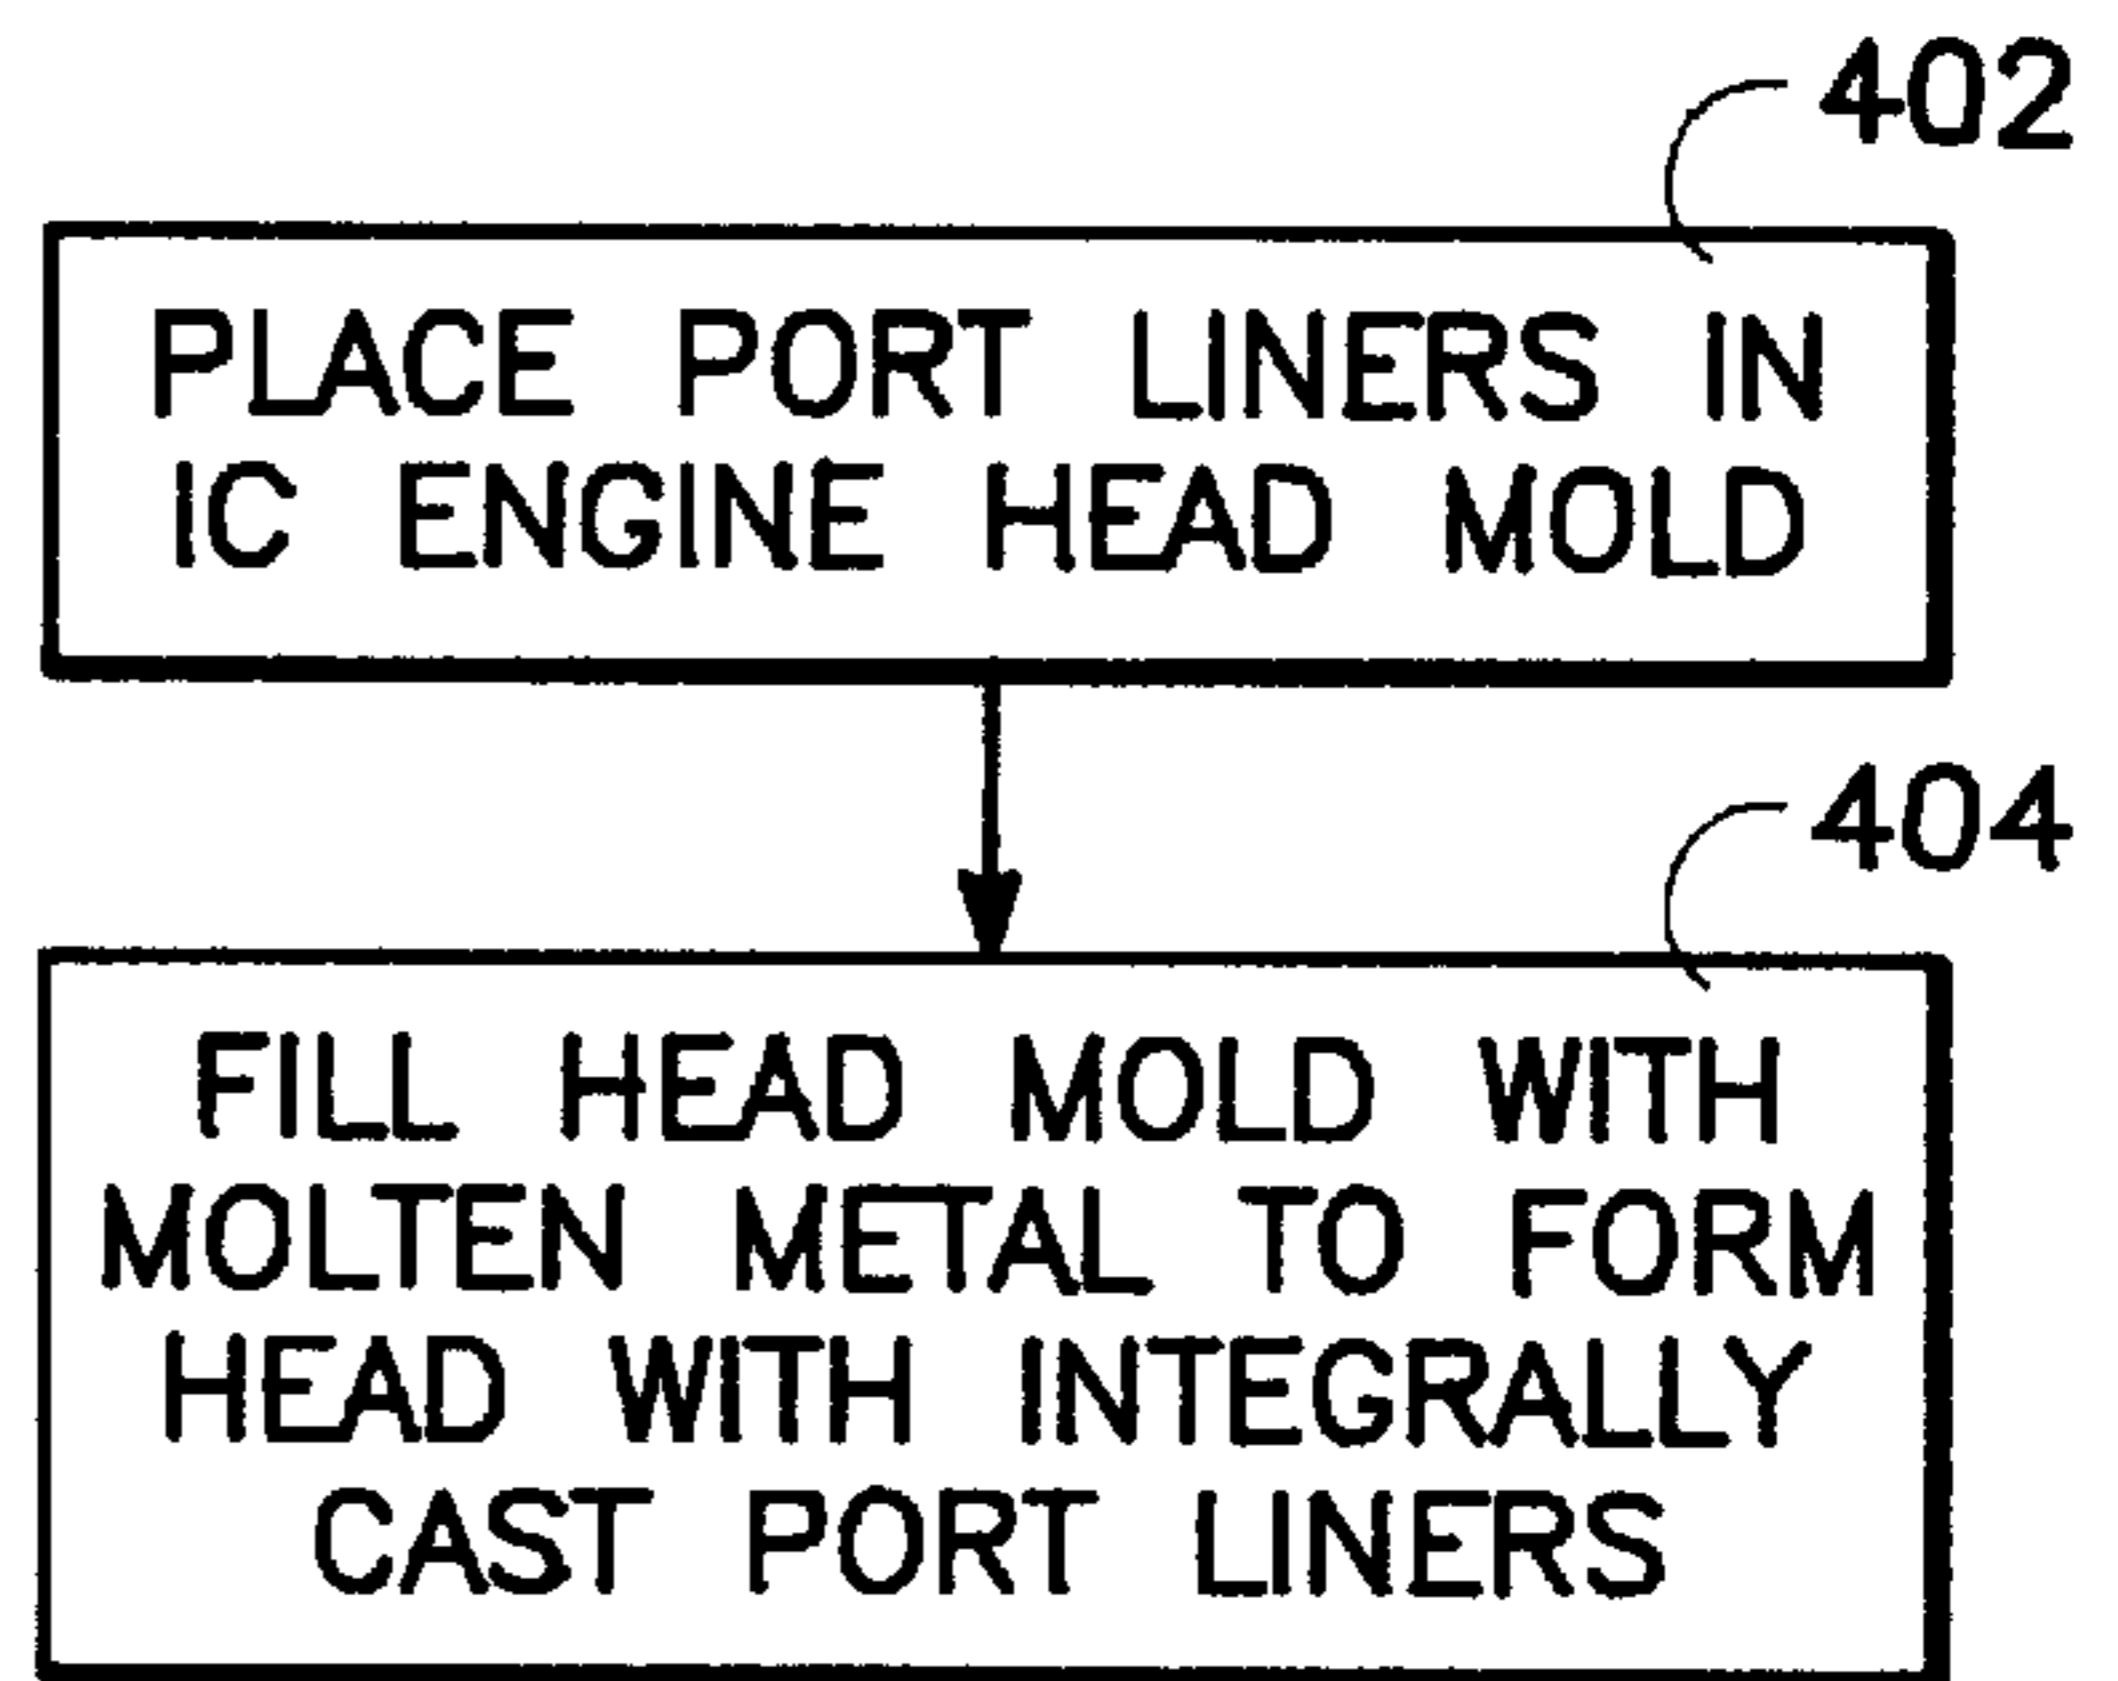 402
PLACE PORT LINERS IN
IC ENGINE HEAD MOLD
404
FILL HEAD MOLD WITH
MOLTEN METAL TO FORM
HEAD WITH INTEGRALLY
CAST PORT LINERS